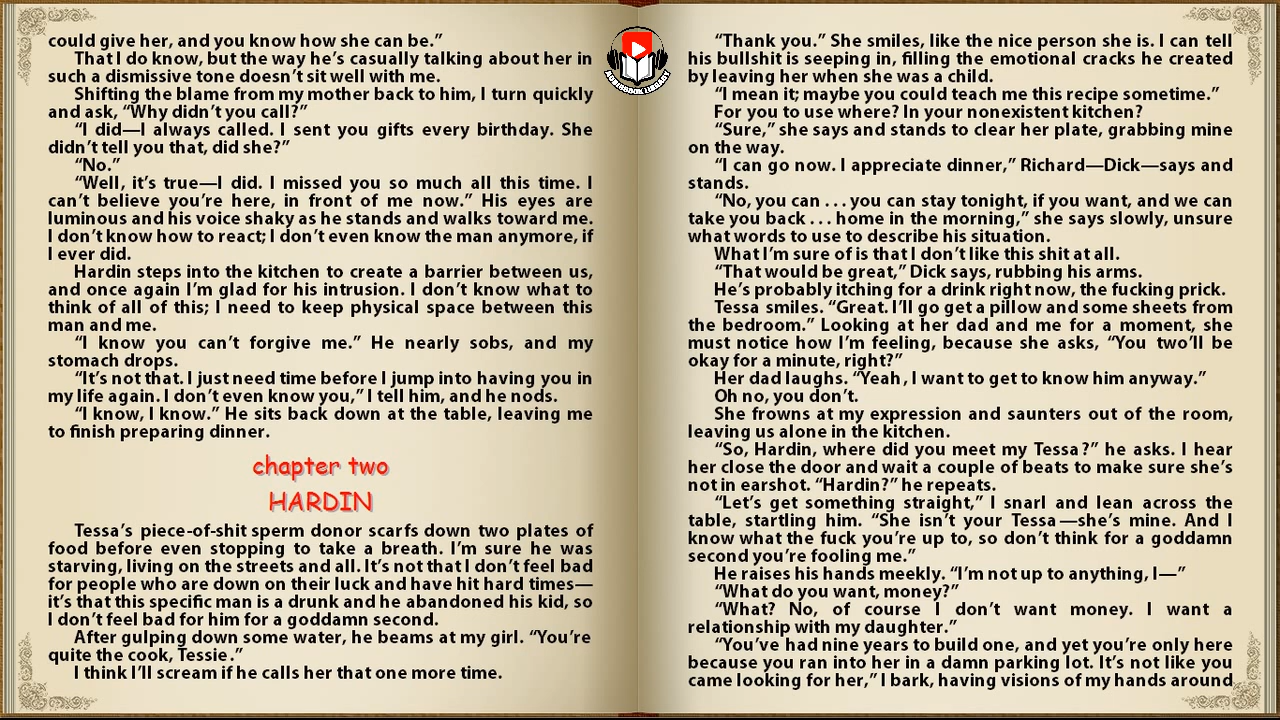 could give her, and you know how she can be.”
That I do know, but the way he’s casually talking about her in
such a dismissive tone doesn’t sit well with me.
Shifting the blame from my mother back to him, I turn quickly
and ask, “Why didn’t you call?”
“I did—I always called. I sent you gifts every birthday. She
didn’t tell you that, did she?”
“No.”
“Well, it’s true—I did. I missed you so much all this time. I
can’t believe you’re here, in front of me now.” His eyes are
luminous and his voice shaky as he stands and walks toward me.
I don’t know how to react; I don’t even know the man anymore, if
I ever did.
Hardin steps into the kitchen to create a barrier between us,
and once again I’m glad for his intrusion. I don’t know what to
think of all of this; I need to keep physical space between this
man and me.
“I know you can’t forgive me.” He nearly sobs, and my
stomach drops.
“It’s not that. I just need time before I jump into having you in
my life again. I don’t even know you,” I tell him, and he nods.
“I know, I know.” He sits back down at the table, leaving me
to finish preparing dinner.
chapter two
HARDIN
Tessa’s piece-of-shit sperm donor scarfs down two plates of
food before even stopping to take a breath. I’m sure he was
starving, living on the streets and all. It’s not that I don’t feel bad
for people who are down on their luck and have hit hard times—
it’s that this specific man is a drunk and he abandoned his kid, so
I don’t feel bad for him for a goddamn second.
After gulping down some water, he beams at my girl. “You’re
quite the cook, Tessie.”
I think I’ll scream if he calls her that one more time.
AUDIOBOOK LIBRARY
“Thank you.” She smiles, like the nice person she is. I can tell
his bullshit is seeping in, filling the emotional cracks he created
by leaving her when she was a child.
“I mean it; maybe you could teach me this recipe sometime.”
For you to use where? In your nonexistent kitchen?
“Sure,” she says and stands to clear her plate, grabbing mine
on the way.
“I can go now. I appreciate dinner,” Richard—Dick—says and
stands.
“No, you can . . . you can stay tonight, if you want, and we can
take you back . . . home in the morning,” she says slowly, unsure
what words to use to describe his situation.
What I’m sure of is that I don’t like this shit at all.
“That would be great,” Dick says, rubbing his arms.
He’s probably itching for a drink right now, the fucking prick.
Tessa smiles. “Great. I’ll go get a pillow and some sheets from
the bedroom.” Looking at her dad and me for a moment, she
must notice how I’m feeling, because she asks, “You two’ll be
okay for a minute, right?”
Her dad laughs. “Yeah, I want to get to know him anyway.”
Oh no, you don’t.
She frowns at my expression and saunters out of the room,
leaving us alone in the kitchen.
“So, Hardin, where did you meet my Tessa?” he asks. I hear
her close the door and wait a couple of beats to make sure she’s
not in earshot. “Hardin?” he repeats.
“Let’s get something straight,” I snarl and lean across the
table, startling him. “She isn’t your Tessa—she’s mine. And I
know what the fuck you’re up to, so don’t think for a goddamn
second you’re fooling me.”
He raises his hands meekly. “I’m not up to anything, I—”
“What do you want, money?”
“What? No, of course I don’t want money. I want a
relationship with my daughter.”
“You’ve had nine years to build one, and yet you’re only here
because you ran into her in a damn parking lot. It’s not like you
came looking for her,” I bark, having visions of my hands around